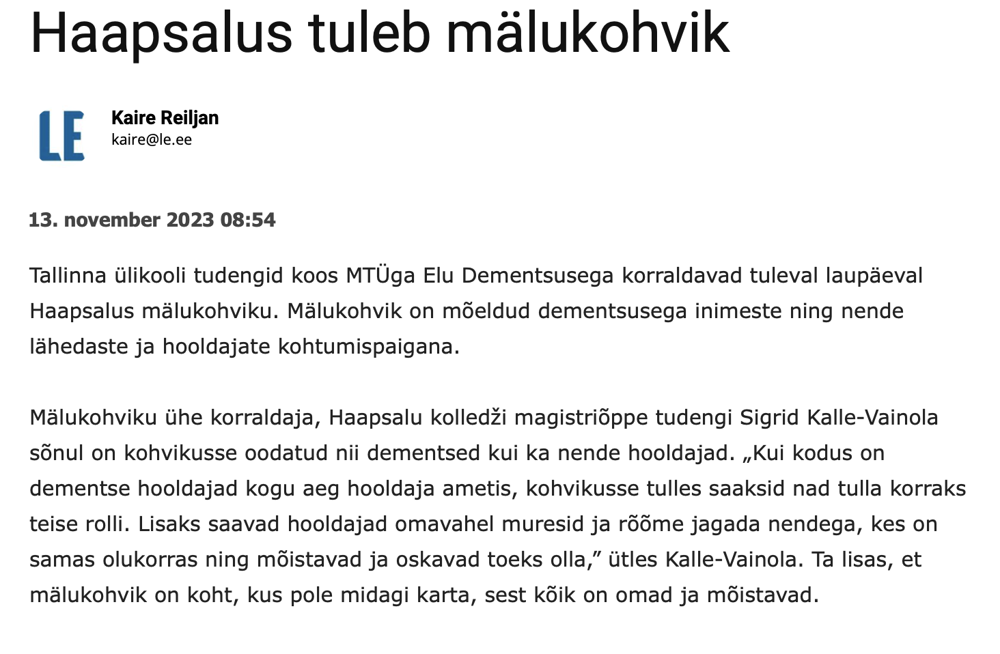 Haapsalus tuleb mälukohvik
LE
Kaire Reiljan
kaire@le.ee
13. november 2023 08:54
Tallinna ülikooli tudengid koos MTÜga Elu Dementsusega korraldavad tuleval laupäeval
Haapsalus mälukohviku. Mälukohvik on mõeldud dementsusega inimeste ning nende
lähedaste ja hooldajate kohtumispaigana.
Mälukohviku ühe korraldaja, Haapsalu kolledži magistriõppe tudengi Sigrid Kalle-Vainola
sõnul on kohvikusse oodatud nii dementsed kui ka nende hooldajad. „Kui kodus on
dementse hooldajad kogu aeg hooldaja ametis, kohvikusse tulles saaksid nad tulla korraks
teise rolli. Lisaks saavad hooldajad omavahel muresid ja rõõme jagada nendega, kes on
samas olukorras ning mõistavad ja oskavad toeks olla,” ütles Kalle-Vainola. Ta lisas, et
mälukohvik on koht, kus pole midagi karta, sest kõik on omad ja mõistavad.